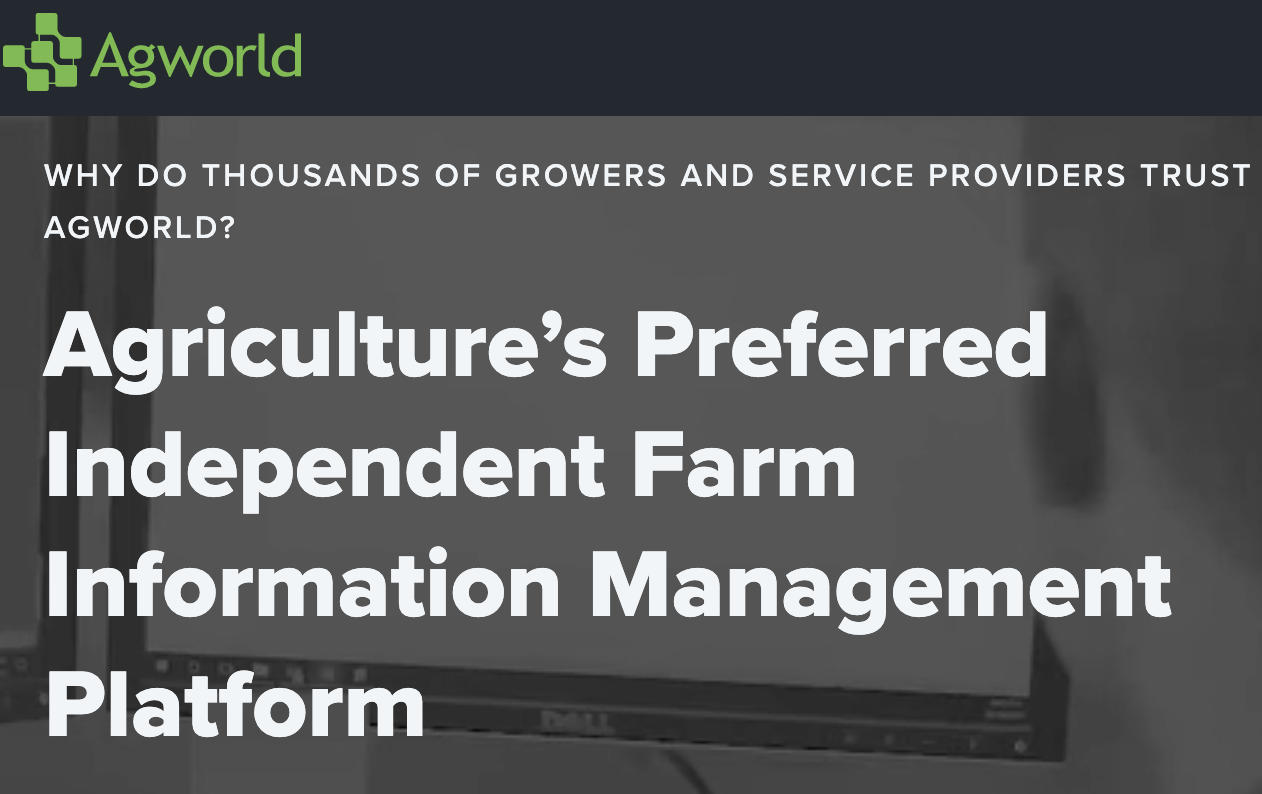 Agworld
WHY DO THOUSANDS OF GROWERS AND SERVICE PROVIDERS TRUST
AGWORLD?
Agriculture’s Preferred
Independent Farm
Information Management
Platform
DELL